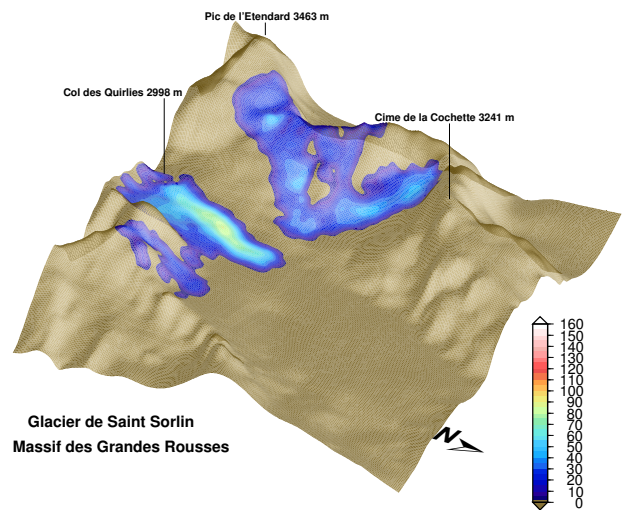 Pic de l'Etendard 3463 m
Col des Quirlies 2998 m
Cime de la Cochette 3241 m
160
150
140
130
120
110
100
90
80
70
60
50
40
30
20
10
0
Glacier de Saint Sorlin
Massif des Grandes Rousses
N